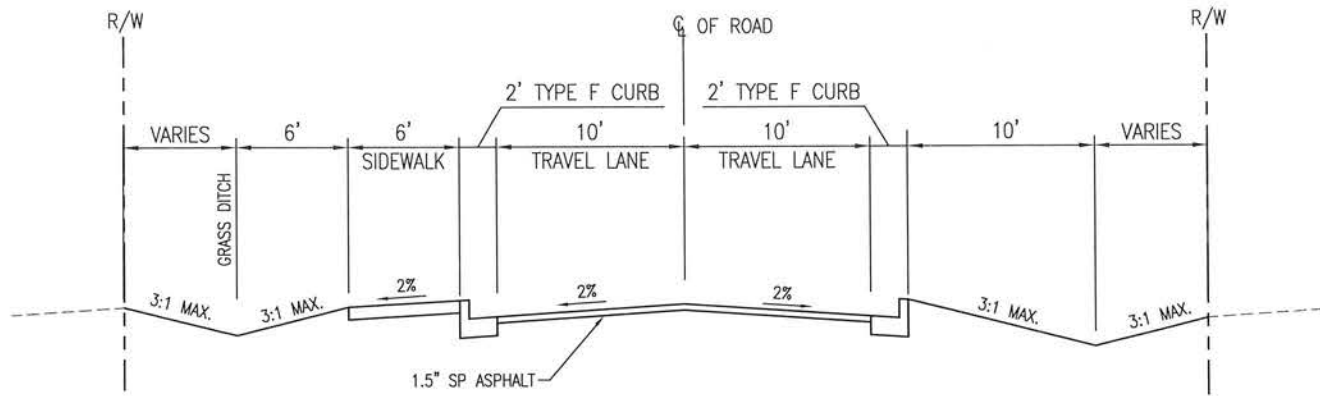 R/W
℄ OF ROAD
R/W
2' TYPE F CURB
2' TYPE F CURB
VARIES
6'
6'
SIDEWALK
10'
TRAVEL LANE
10'
TRAVEL LANE
10'
VARIES
GRASS DITCH
3:1 MAX.
3:1 MAX.
2%
2%
2%
3:1 MAX.
3:1 MAX.
1.5" SP ASPHALT